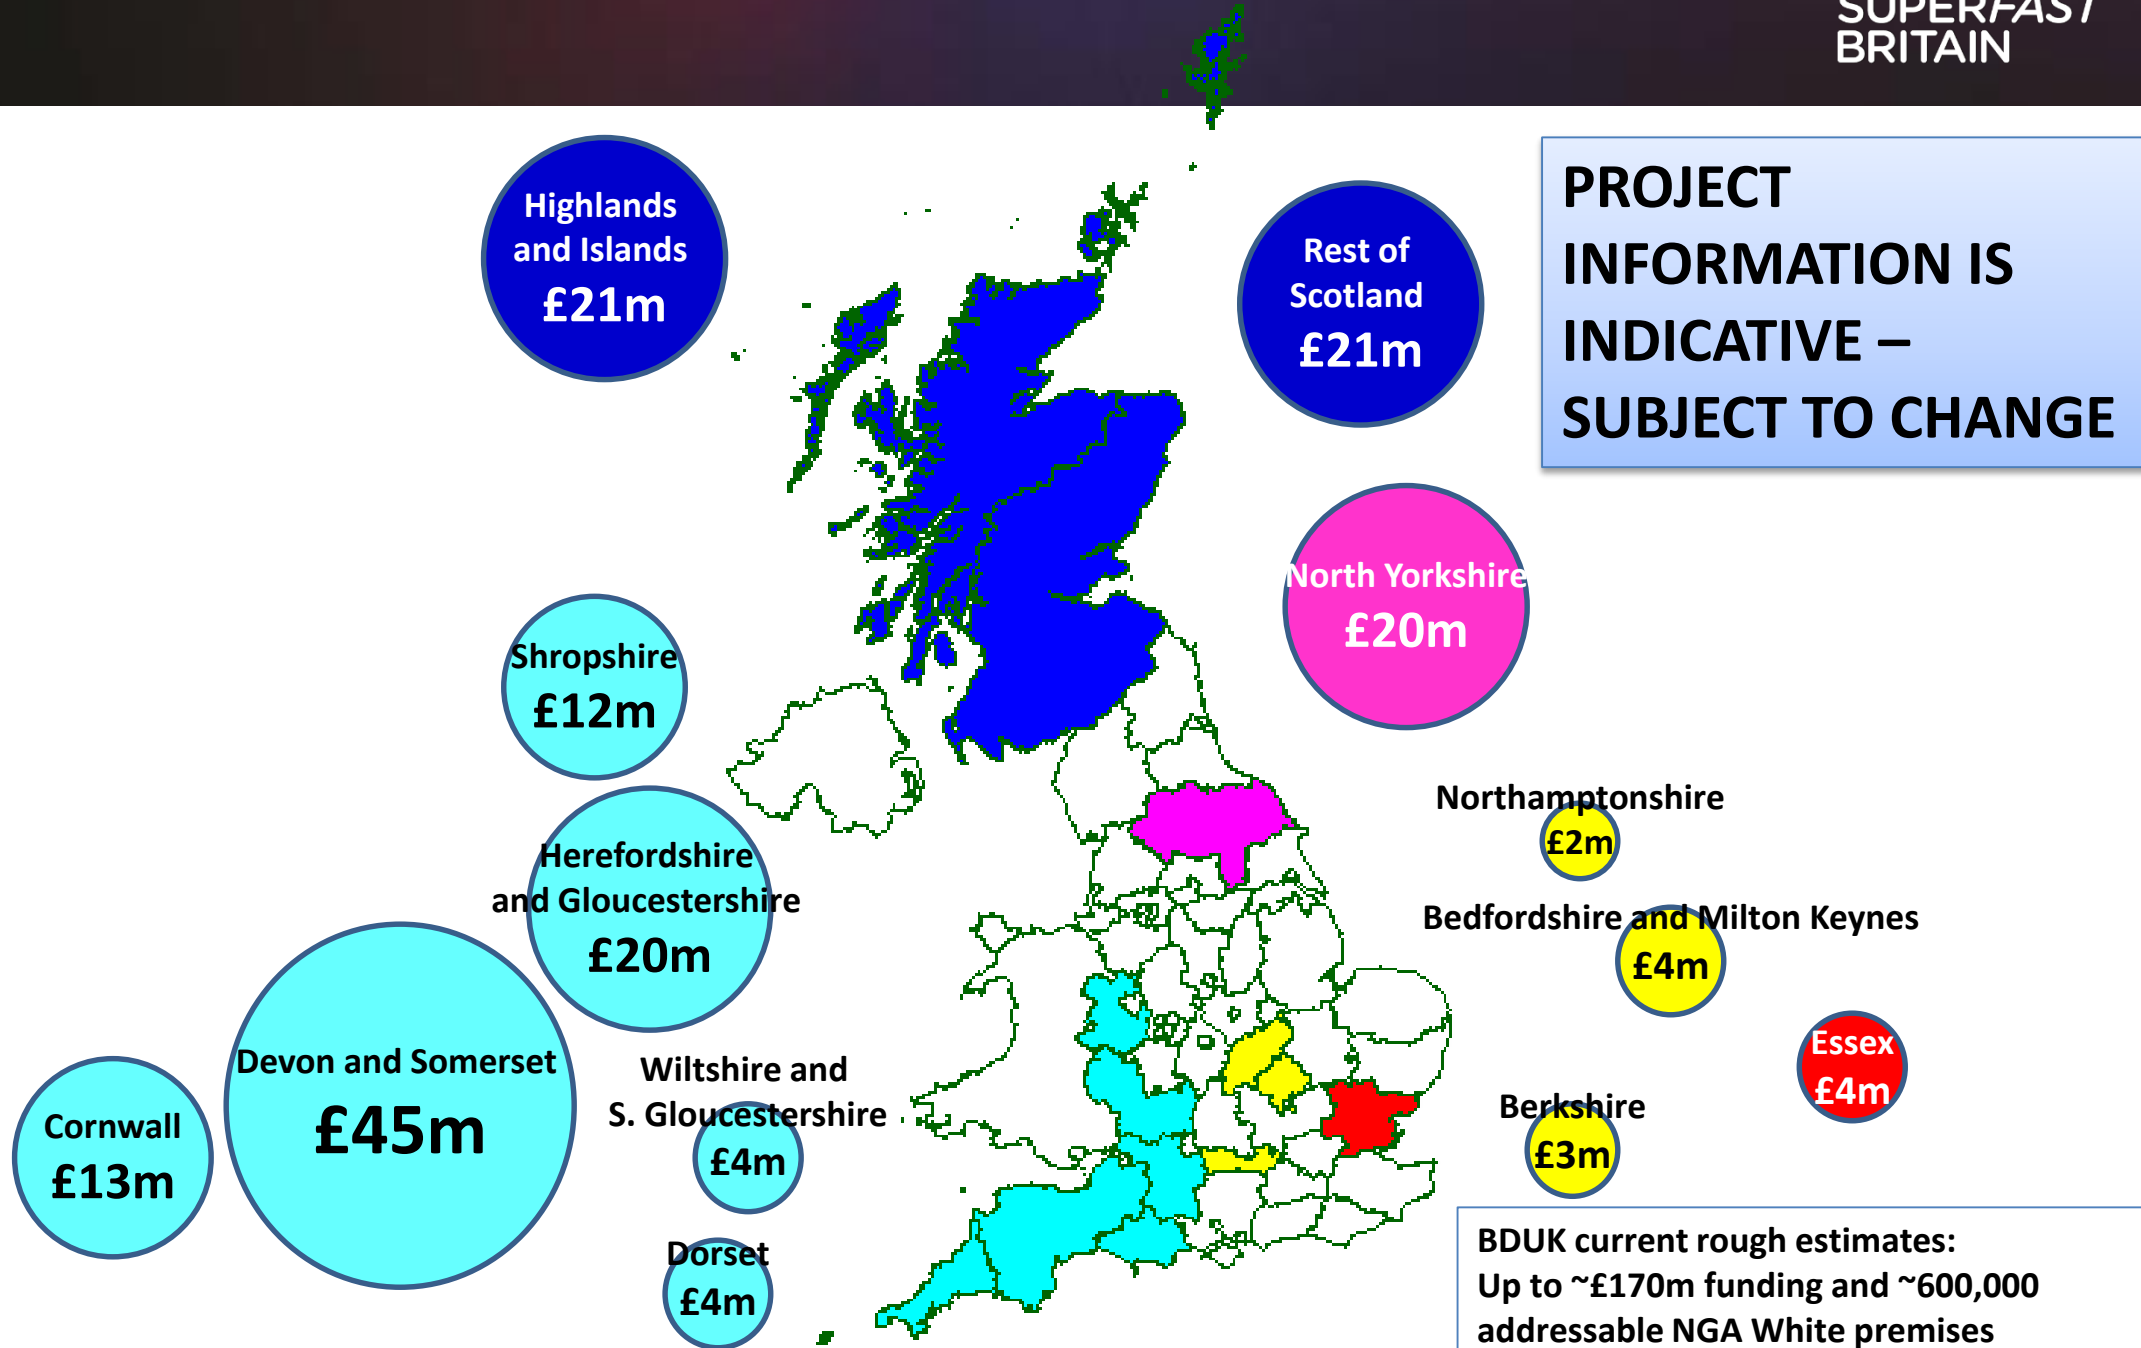 SUPERFAST
BRITAIN
Highlands
and Islands
£21m
Rest of
Scotland
£21m
PROJECT
INFORMATION IS
INDICATIVE –
SUBJECT TO CHANGE
North Yorkshire
£20m
Shropshire
£12m
Northamptonshire
£2m
Herefordshire
and Gloucestershire
£20m
Bedfordshire and Milton Keynes
£4m
Essex
£4m
Devon and Somerset
£45m
Wiltshire and
S. Gloucestershire
£4m
Cornwall
£13m
Berkshire
£3m
Dorset
£4m
BDUK current rough estimates:
Up to ~£170m funding and ~600,000
addressable NGA White premises